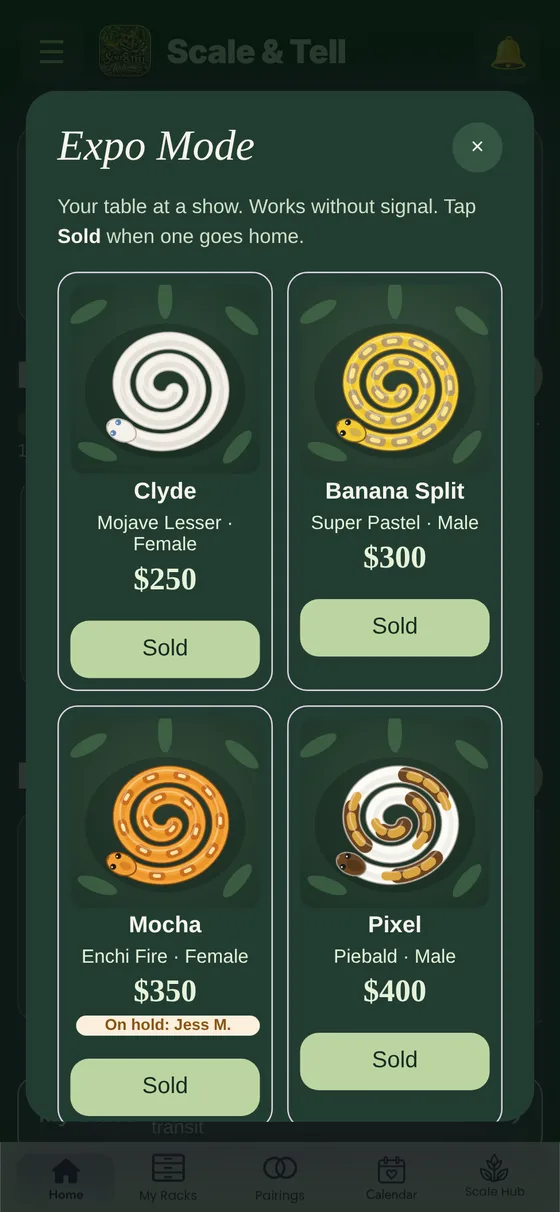 Scale & Tell
Expo Mode
×
Your table at a show. Works without signal. Tap
Sold when one goes home.
Clyde
Mojave Lesser ·
Female
$250
Sold
Banana Split
Super Pastel · Male
$300
Sold
Mocha
Enchi Fire · Female
$350
On hold: Jess M.
Sold
Pixel
Piebald · Male
$400
Sold
transit
Home
My Racks
Pairings
Calendar
Scale Hub